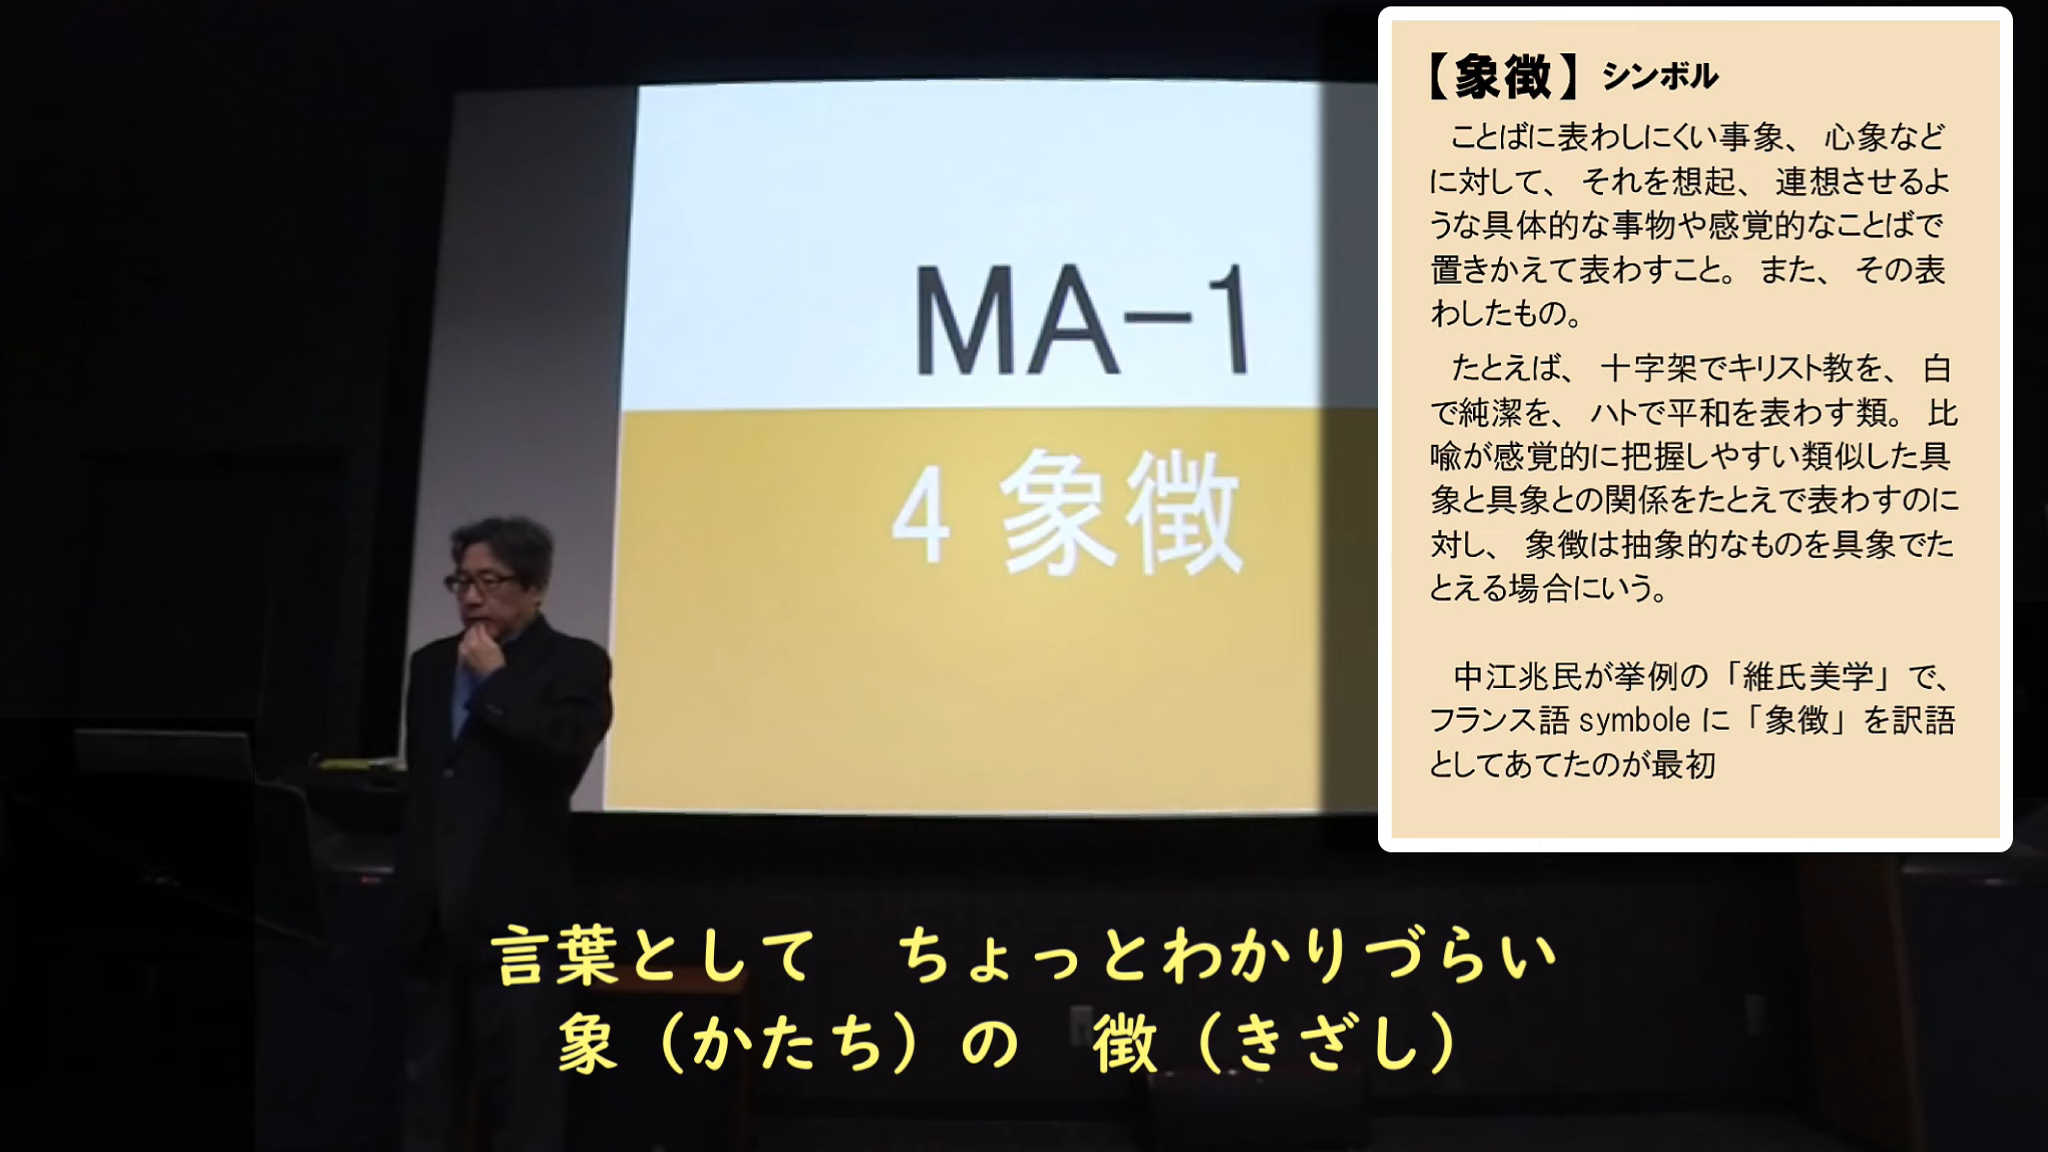 MA-1
4 象徴
【象徴】 シンボル
ことばに表わしにくい事象、 心象など
に対して、 それを想起、 連想させるよ
うな具体的な事物や感覚的なことばで
置きかえて表わすこと。 また、 その表
わしたもの。
たとえば、 十字架でキリスト教を、 白
で純潔を、 ハトで平和を表わす類。 比
喩が感覚的に把握しやすい類似した具
象と具象との関係をたとえで表わすのに
対し、 象徴は抽象的なものを具象でた
とえる場合にいう。
中江兆民が挙例の「維氏美学」で、
フランス語 symbole に「象徴」を訳語
としてあてたのが最初
言葉として ちょっとわかりづらい
象（かたち）の 徴（きざし）